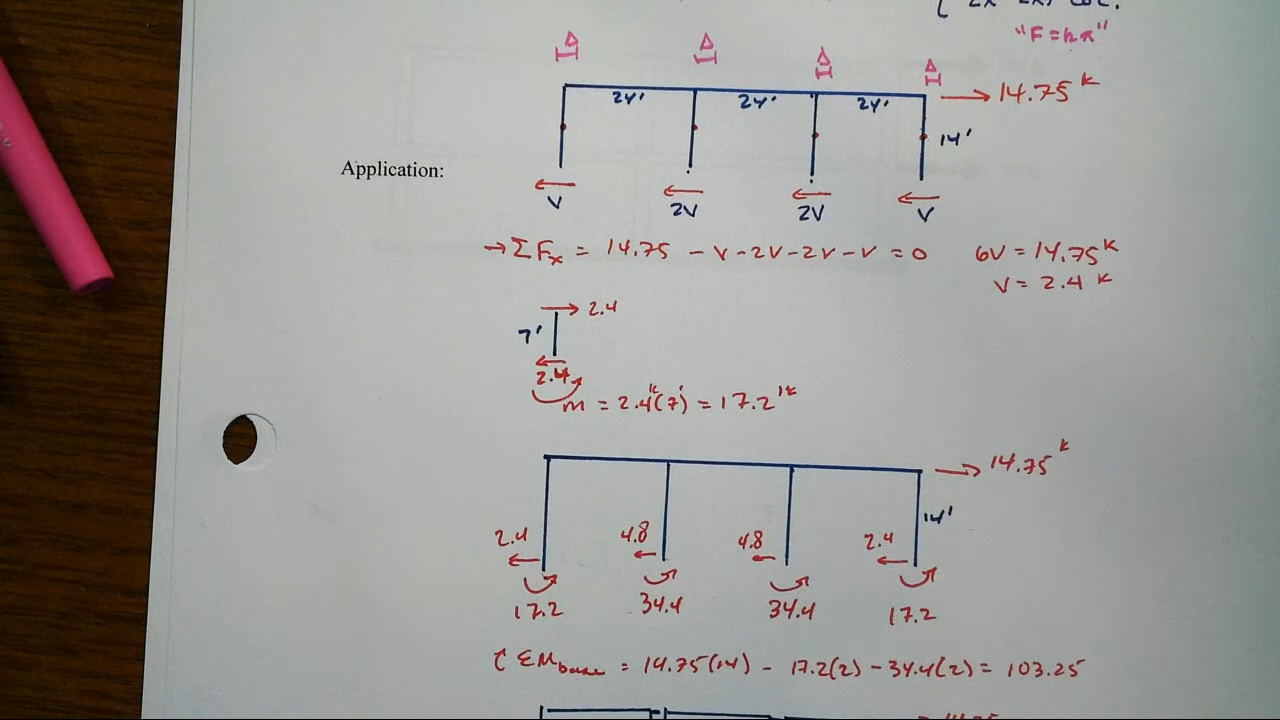 "F=kx"
Δ Δ Δ Δ
24' 24' 24' 14.75 k
14'
Application:
V 2V 2V V
→ΣFx = 14.75 - V - 2V - 2V - V = 0 6V = 14.75 k
V = 2.4 k
2.4
7'
2.4
m = 2.4k(7') = 17.2 'k
14.75 k
14'
2.4 4.8 4.8 2.4
17.2 34.4 34.4 17.2
ΣMbase = 14.75(14) - 17.2(2) - 34.4(2) = 103.25